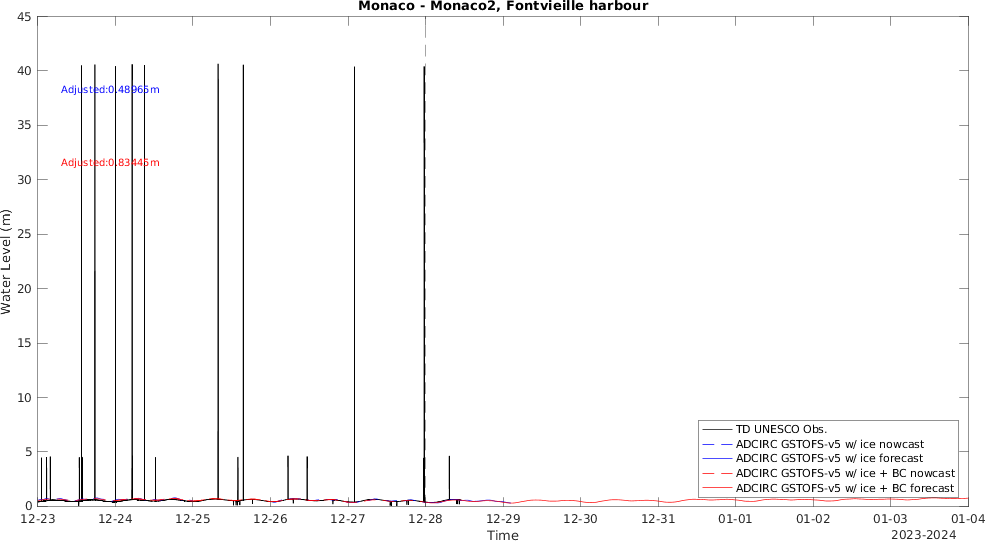 Monaco - Monaco2, Fontvieille harbour
45
40
35
30
25
20
15
10
5
0
Water Level (m)
Adjusted:0.48965m
Adjusted:0.83445m
TD UNESCO Obs.
ADCIRC GSTOFS-v5 w/ ice nowcast
ADCIRC GSTOFS-v5 w/ ice forecast
ADCIRC GSTOFS-v5 w/ ice + BC nowcast
ADCIRC GSTOFS-v5 w/ ice + BC forecast
12-23 12-24 12-25 12-26 12-27 12-28 12-29 12-30 12-31 01-01 01-02 01-03 01-04
Time
2023-2024